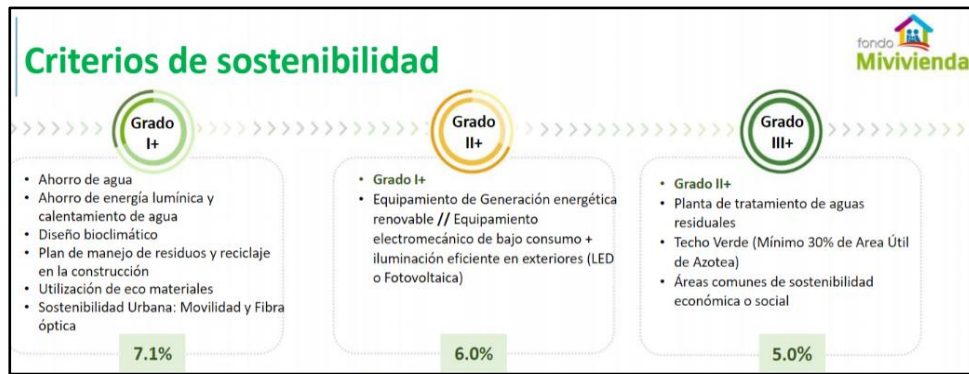 Criterios de sostenibilidad
fondo
Mivivienda
Grado
I+
• Ahorro de agua
• Ahorro de energía lumínica y
calentamiento de agua
• Diseño bioclimático
• Plan de manejo de residuos y reciclaje
en la construcción
• Utilización de eco materiales
• Sostenibilidad Urbana: Movilidad y Fibra
óptica
7.1%
Grado
II+
• Grado I+
• Equipamiento de Generación energética
renovable // Equipamiento
electromecánico de bajo consumo +
iluminación eficiente en exteriores (LED
o Fotovoltaica)
6.0%
Grado
III+
• Grado II+
• Planta de tratamiento de aguas
residuales
• Techo Verde (Mínimo 30% de Area Útil
de Azotea)
• Áreas comunes de sostenibilidad
económica o social
5.0%